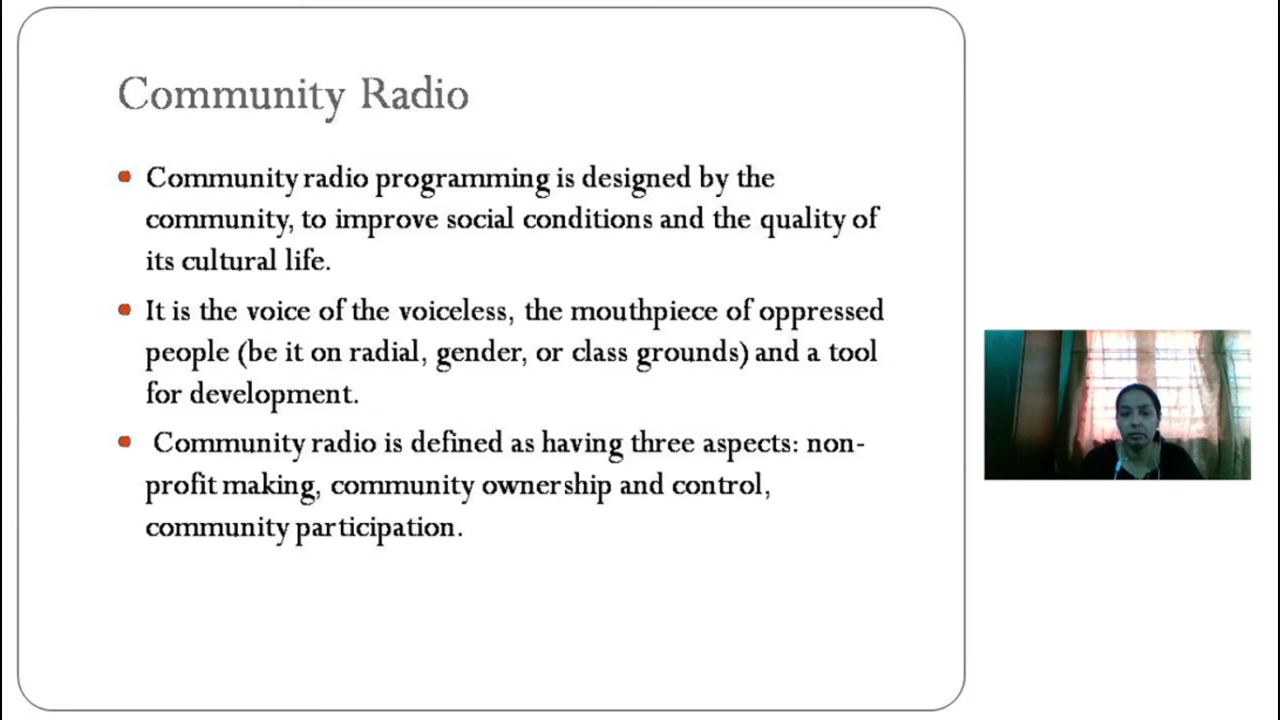 Community Radio
Community radio programming is designed by the
community, to improve social conditions and the quality of
its cultural life.
It is the voice of the voiceless, the mouthpiece of oppressed
people (be it on radial, gender, or class grounds) and a tool
for development.
Community radio is defined as having three aspects: non-
profit making, community ownership and control,
community participation.